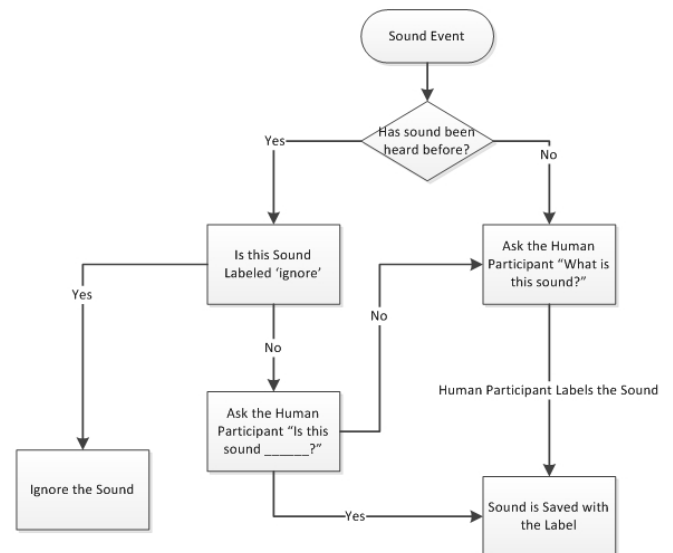 Sound Event
Has sound been
heard before?
Yes
No
Is this Sound
Labeled ‘ignore’
Ask the Human
Participant “What is
this sound?”
Yes
No
No
Human Participant Labels the Sound
Ask the Human
Participant “Is this
sound ______?”
Ignore the Sound
Yes
Sound is Saved with
the Label